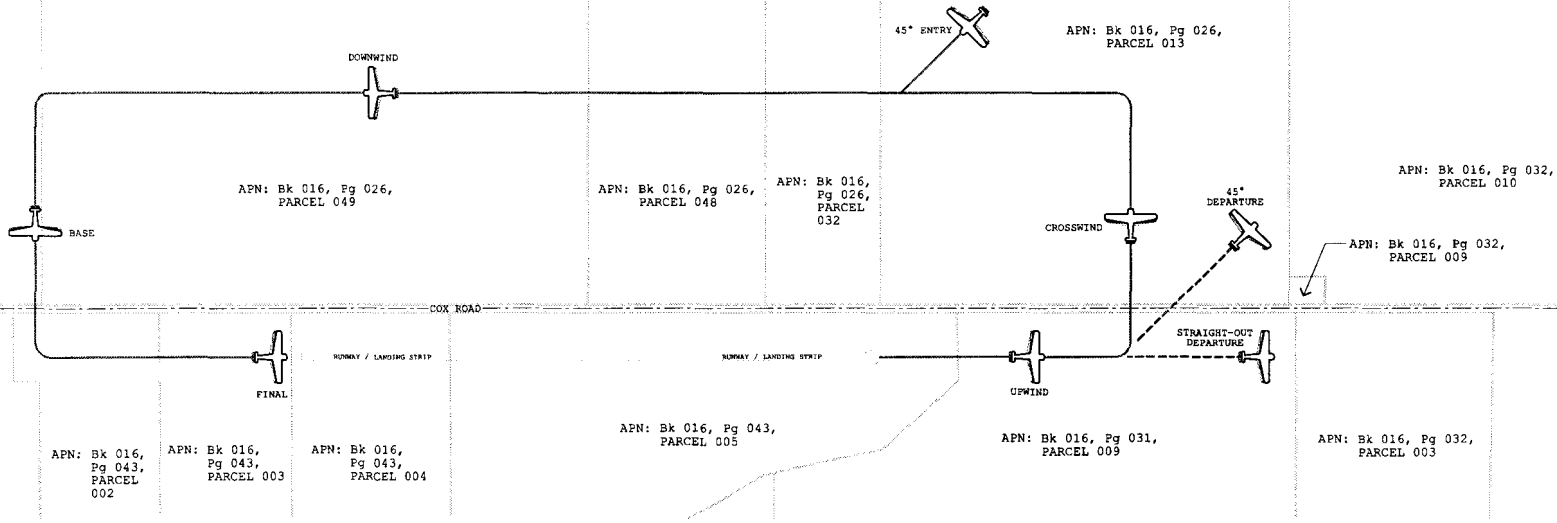 45° ENTRY
APN: Bk 016, Pg 026,
PARCEL 013
DOWNWIND
APN: Bk 016, Pg 026,
PARCEL 049
APN: Bk 016, Pg 026,
PARCEL 048
APN: Bk 016,
Pg 026,
PARCEL
032
APN: Bk 016, Pg 032,
PARCEL 010
45°
DEPARTURE
BASE
CROSSWIND
APN: Bk 016, Pg 032,
PARCEL 009
COX ROAD
STRAIGHT-OUT
DEPARTURE
RUNWAY / LANDING STRIP
RUNWAY / LANDING STRIP
FINAL
UPWIND
APN: Bk 016,
Pg 043,
PARCEL
002
APN: Bk 016,
Pg 043,
PARCEL 003
APN: Bk 016,
Pg 043,
PARCEL 004
APN: Bk 016, Pg 043,
PARCEL 005
APN: Bk 016, Pg 031,
PARCEL 009
APN: Bk 016, Pg 032,
PARCEL 003